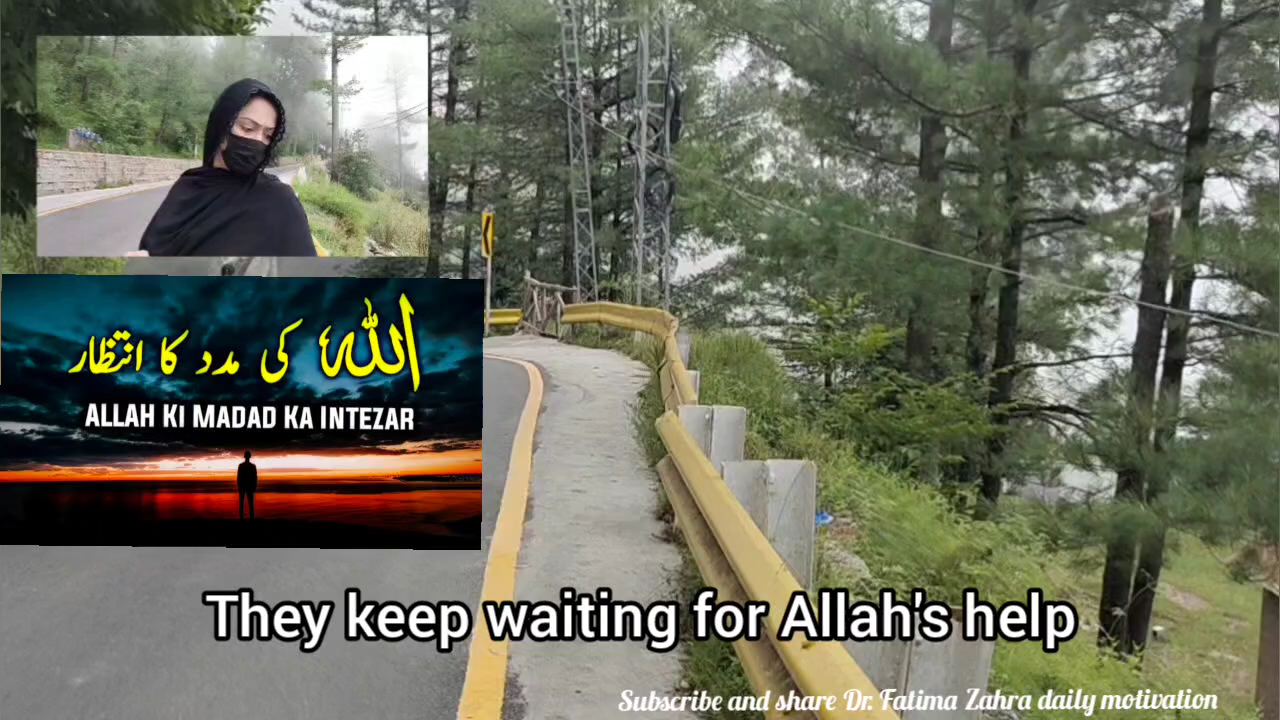 اللہ کی مدد کا انتظار
ALLAH KI MADAD KA INTEZAR
They keep waiting for Allah's help
Subscribe and share Dr. Fatima Zahra daily motivation